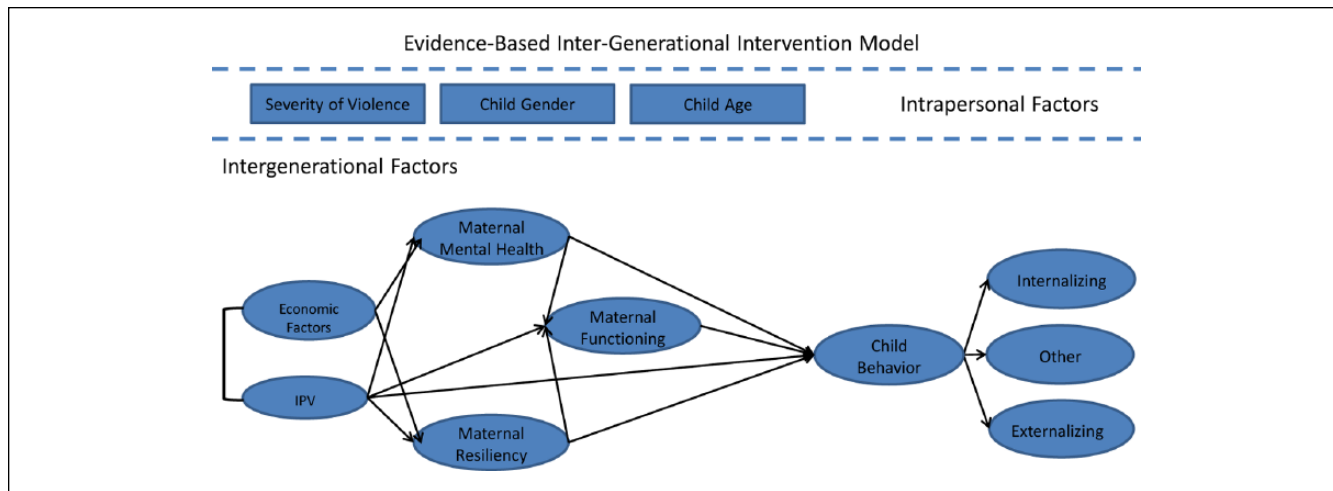 Evidence-Based Inter-Generational Intervention Model
Severity of Violence
Child Gender
Child Age
Intrapersonal Factors
Intergenerational Factors
Maternal
Mental Health
Economic
Factors
IPV
Maternal
Functioning
Maternal
Resiliency
Child
Behavior
Internalizing
Other
Externalizing